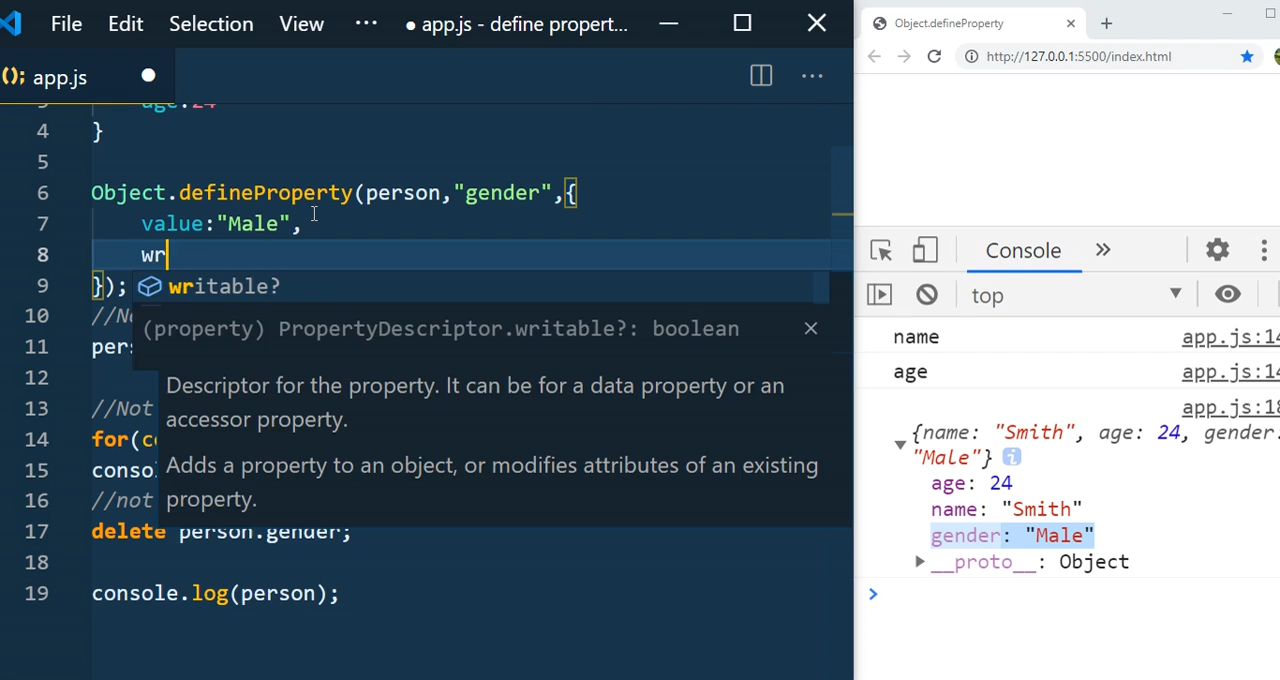 File Edit Selection View ··· ● app.js - define propert...
app.js
age:24
4 }
5
6 Object.defineProperty(person,"gender",{
7 value:"Male",
8 wr
9 }); writable?
10 //N
(property) PropertyDescriptor.writable?: boolean
11 pers
12
Descriptor for the property. It can be for a data property or an
13 //Not
accessor property.
14 for(c
15 conso
Adds a property to an object, or modifies attributes of an existing
16 //not
property.
17 delete person.gender;
18
19 console.log(person);
Object.defineProperty
http://127.0.0.1:5500/index.html
Console
top
name app.js:14
age app.js:14
app.js:18
{name: "Smith", age: 24, gender:
"Male"} i
age: 24
name: "Smith"
gender: "Male"
__proto__: Object